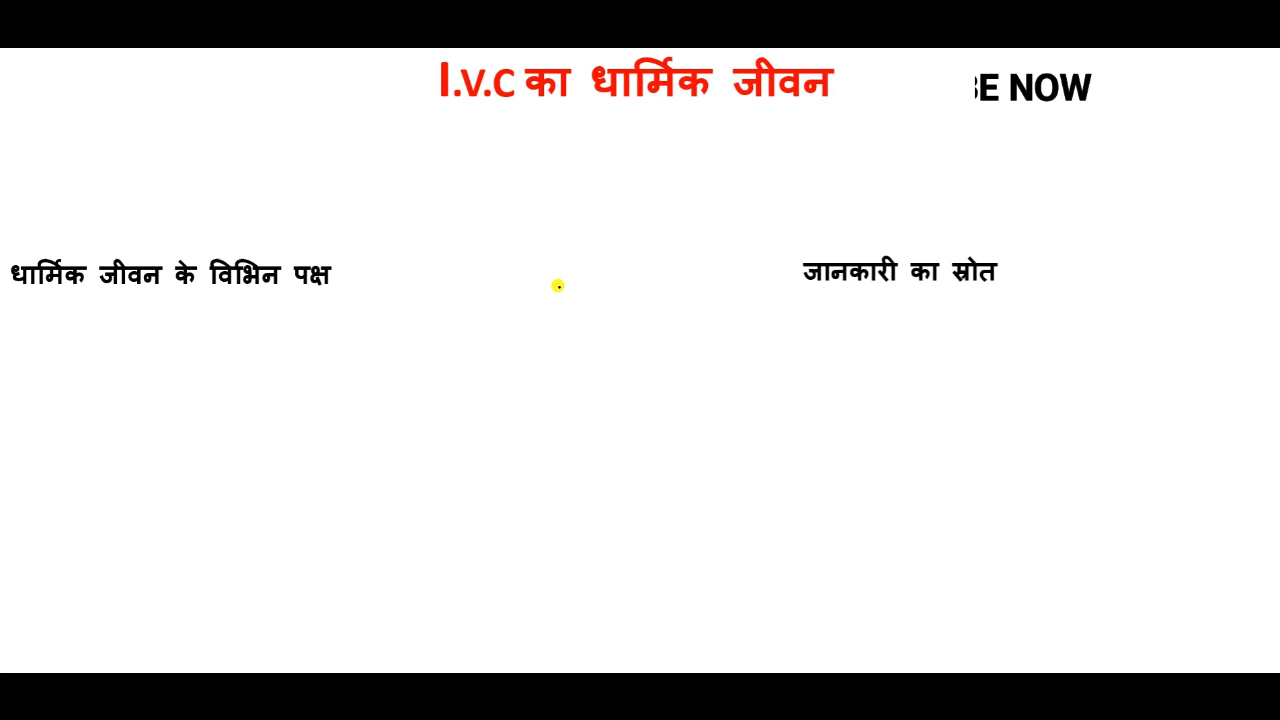 I.V.C का धार्मिक जीवन
NOW
धार्मिक जीवन के विभिन पक्ष
जानकारी का स्रोत